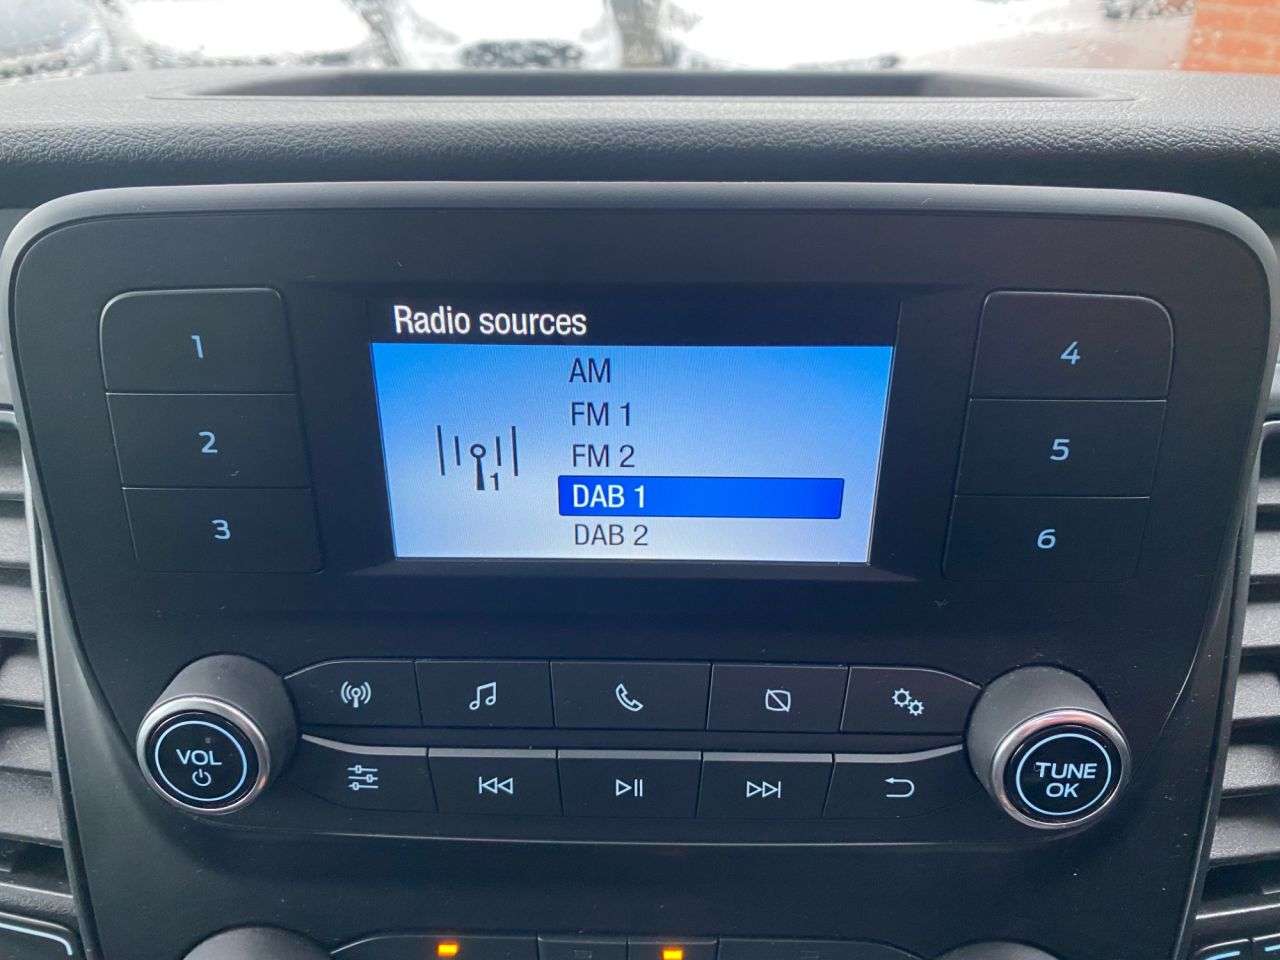 Radio sources
AM
FM 1
FM 2
DAB 1
DAB 2
1
1
2
3
4
5
6
VOL
TUNE
OK